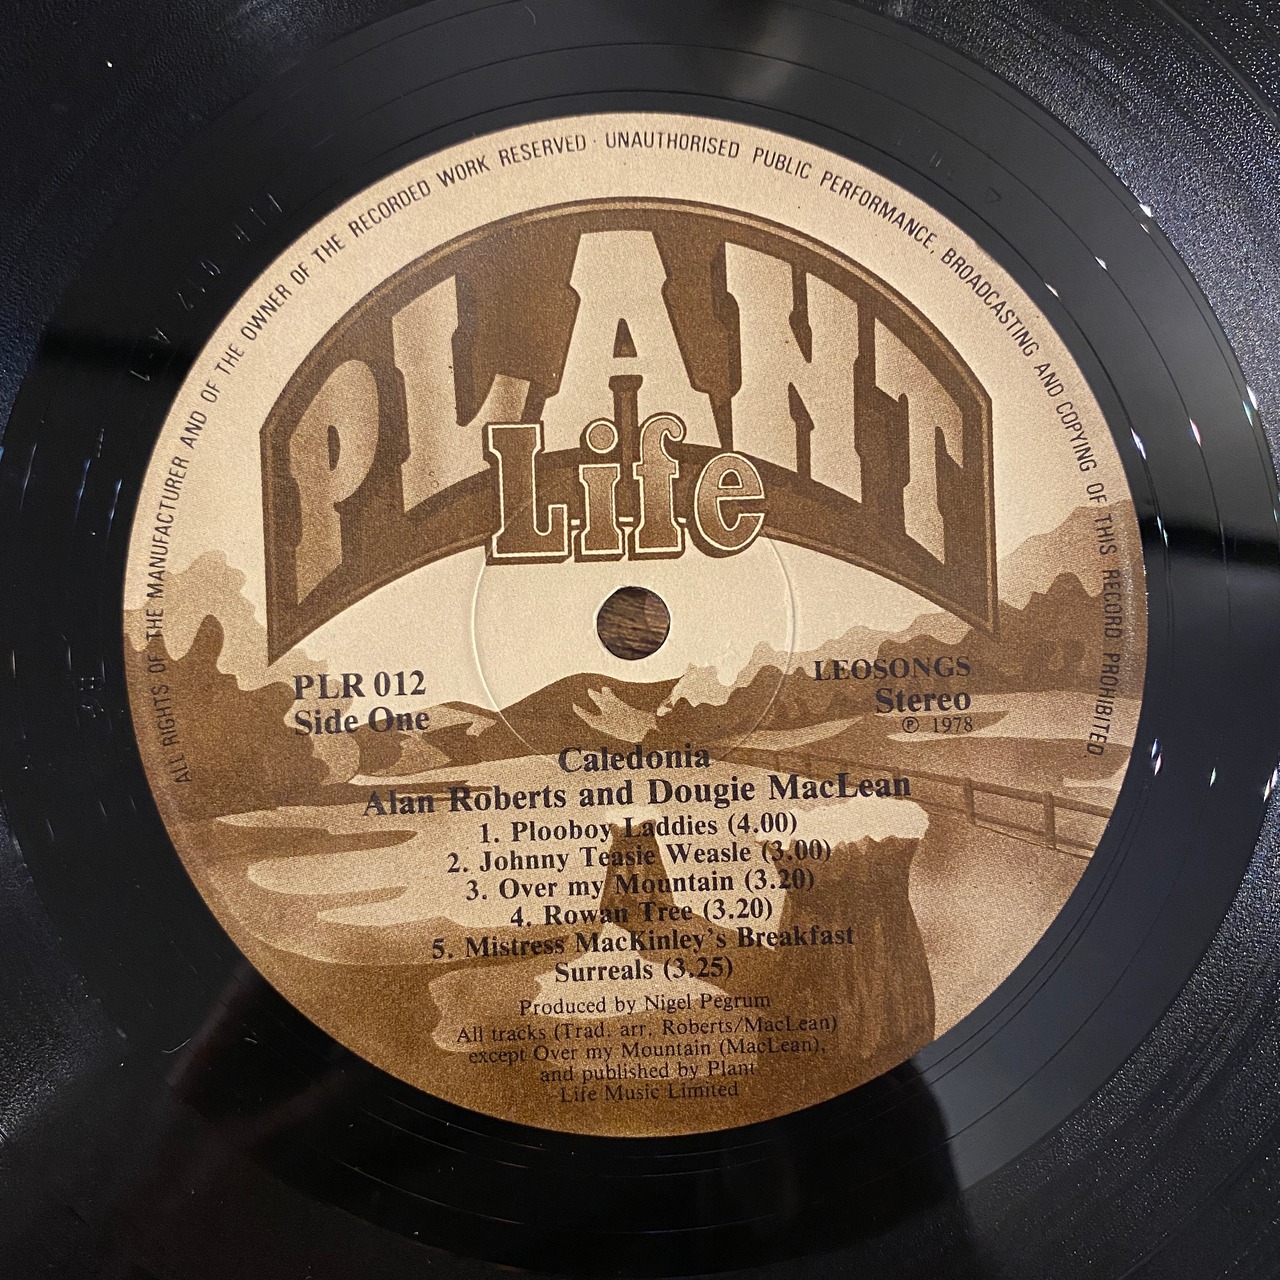 ALL RIGHTS OF THE MANUFACTURER AND OF THE OWNER OF THE RECORDED WORK RESERVED · UNAUTHORISED PUBLIC PERFORMANCE, BROADCASTING AND COPYING OF THIS RECORD PROHIBITED.
PLANT
Life
PLR 012
Side One
LEOSONGS
Stereo
℗ 1978
Caledonia
Alan Roberts and Dougie MacLean
1. Plooboy Laddies (4.00)
2. Johnny Teasie Weasle (3.00)
3. Over my Mountain (3.20)
4. Rowan Tree (3.20)
5. Mistress MacKinley's Breakfast
Surreals (3.25)
Produced by Nigel Pegrum
All tracks (Trad. arr. Roberts/MacLean)
except Over my Mountain (MacLean),
and published by Plant
Life Music Limited